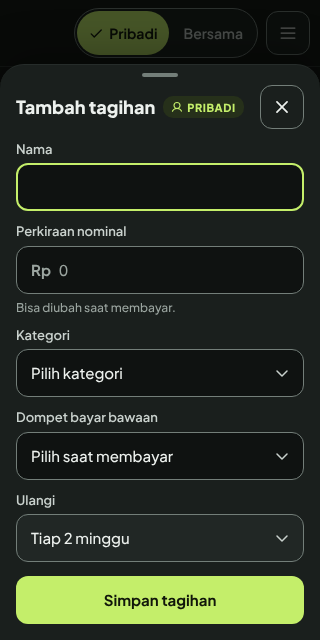 Pribadi
Bersama
Tambah tagihan
PRIBADI
Nama
Perkiraan nominal
Rp 0
Bisa diubah saat membayar.
Kategori
Pilih kategori
Dompet bayar bawaan
Pilih saat membayar
Ulangi
Tiap 2 minggu
Simpan tagihan